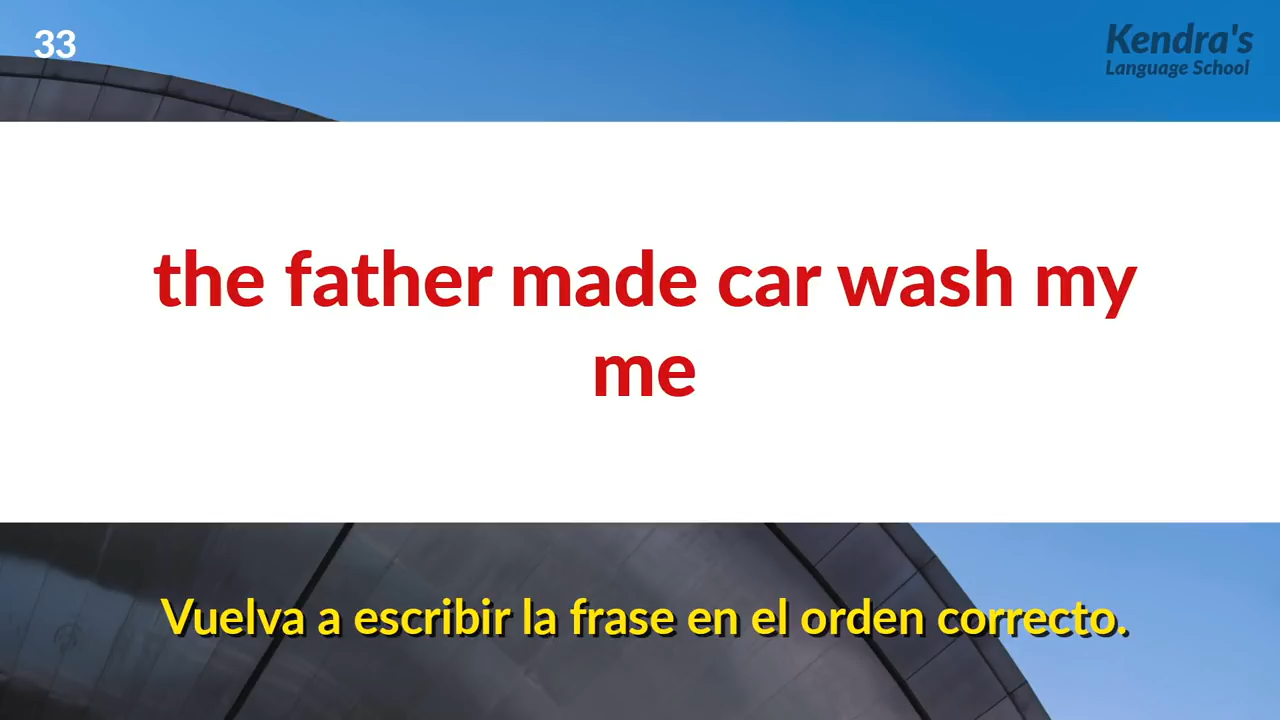 33
Kendra's
Language School
the father made car wash my
me
Vuelva a escribir la frase en el orden correcto.